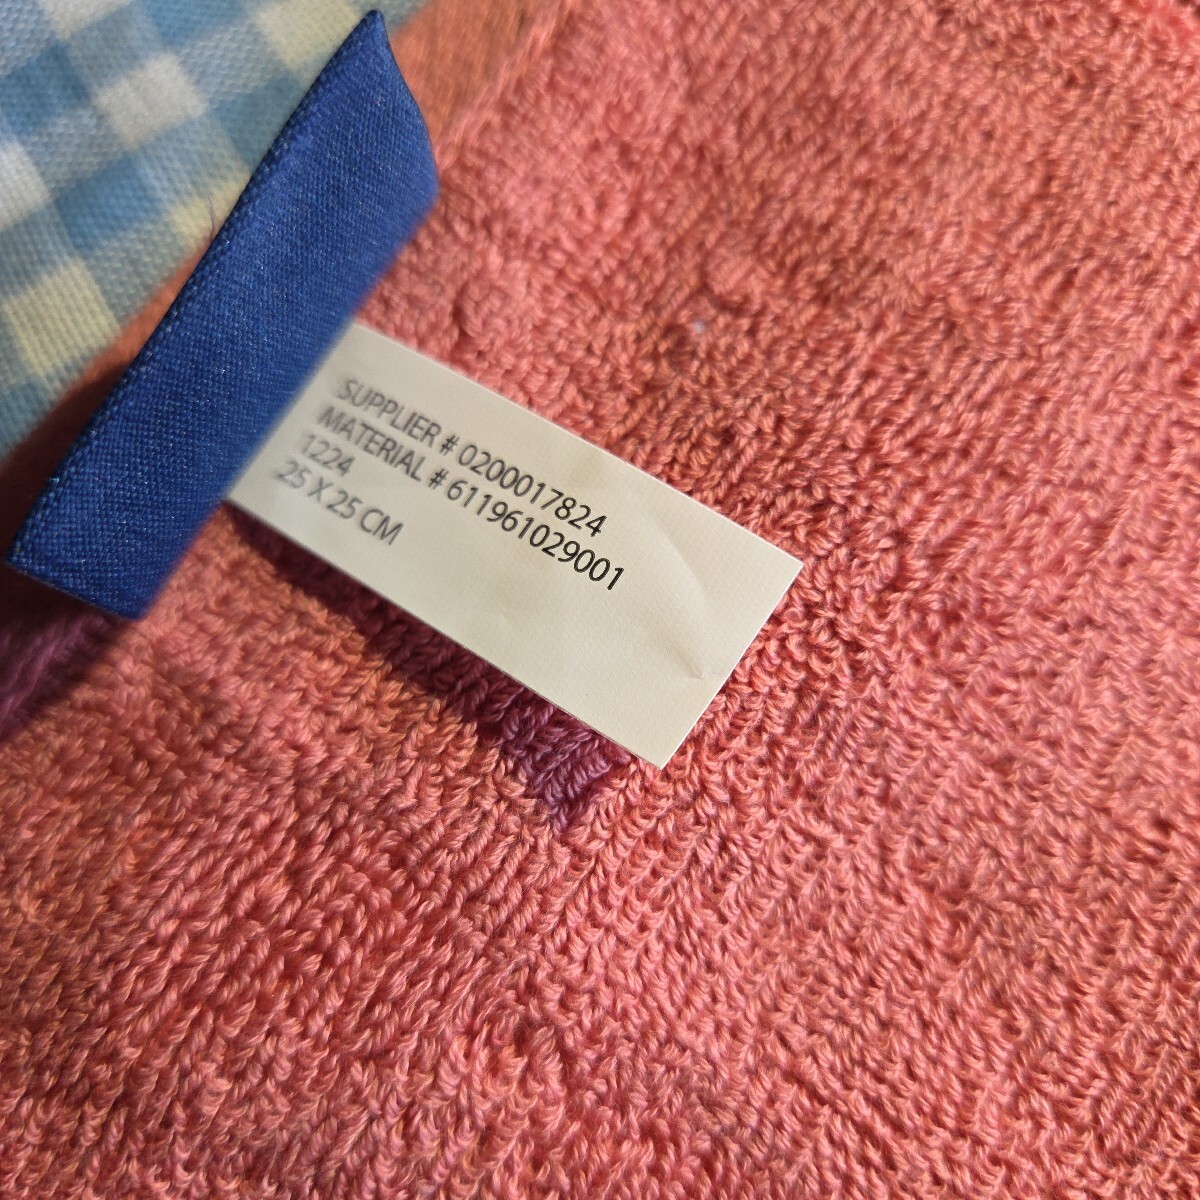 SUPPLIER # 0200017824
MATERIAL # 611961029001
1224
25 X 25 CM